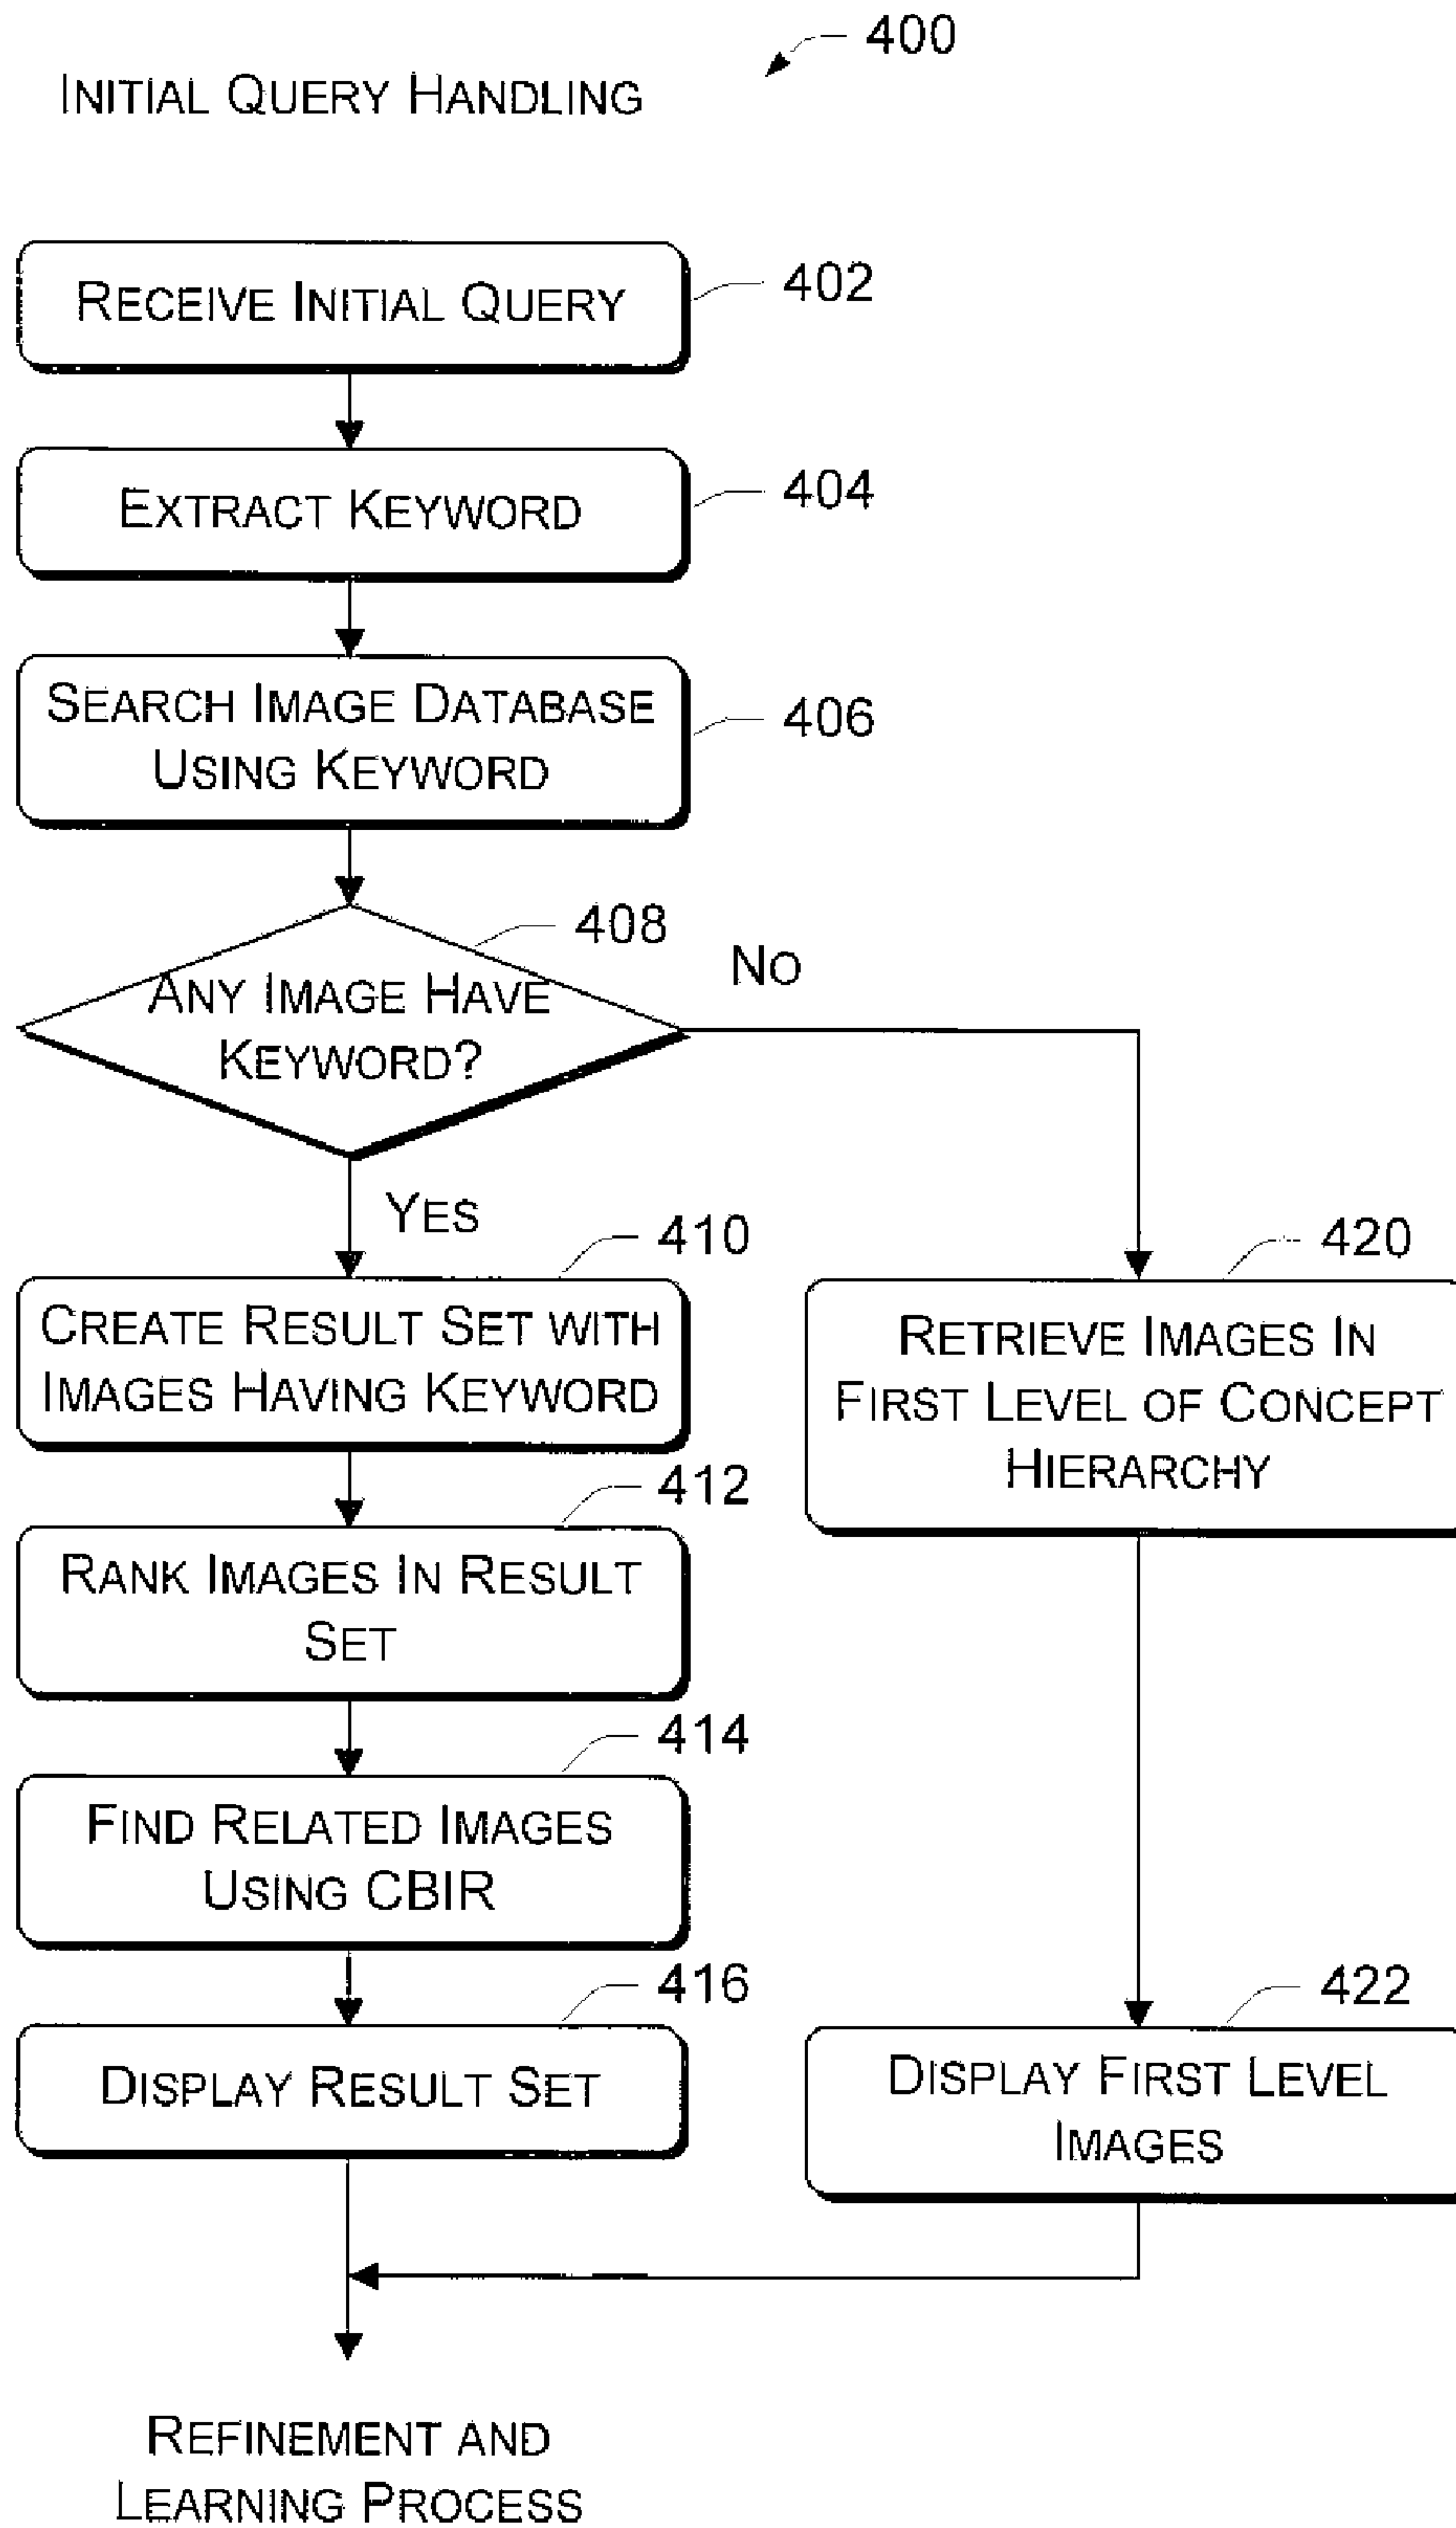 400
INITIAL QUERY HANDLING
RECEIVE INITIAL QUERY
402
EXTRACT KEYWORD
404
SEARCH IMAGE DATABASE
USING KEYWORD
406
408
ANY IMAGE HAVE
KEYWORD?
NO
YES
410
CREATE RESULT SET WITH
IMAGES HAVING KEYWORD
412
RANK IMAGES IN RESULT
SET
414
FIND RELATED IMAGES
USING CBIR
416
DISPLAY RESULT SET
420
RETRIEVE IMAGES IN
FIRST LEVEL OF CONCEPT
HIERARCHY
422
DISPLAY FIRST LEVEL
IMAGES
REFINEMENT AND
LEARNING PROCESS